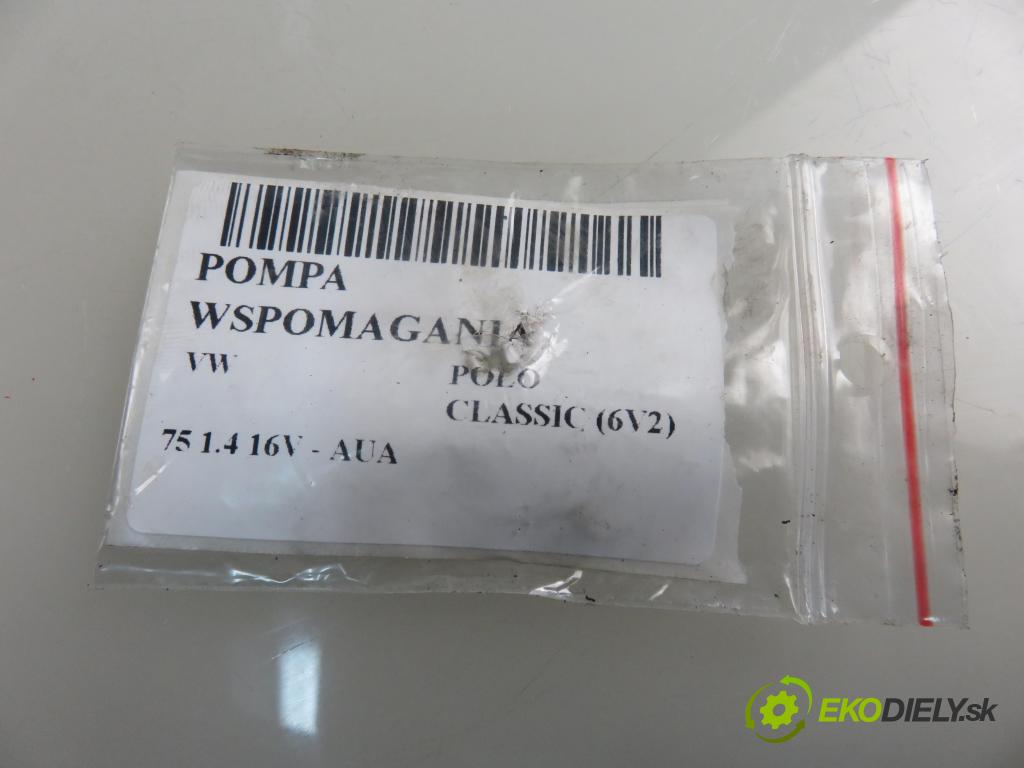 POMPA
WSPOMAGANIA
VW
POLO
CLASSIC (6V2)
75 1.4 16V - AUA
EKODIELY.sk